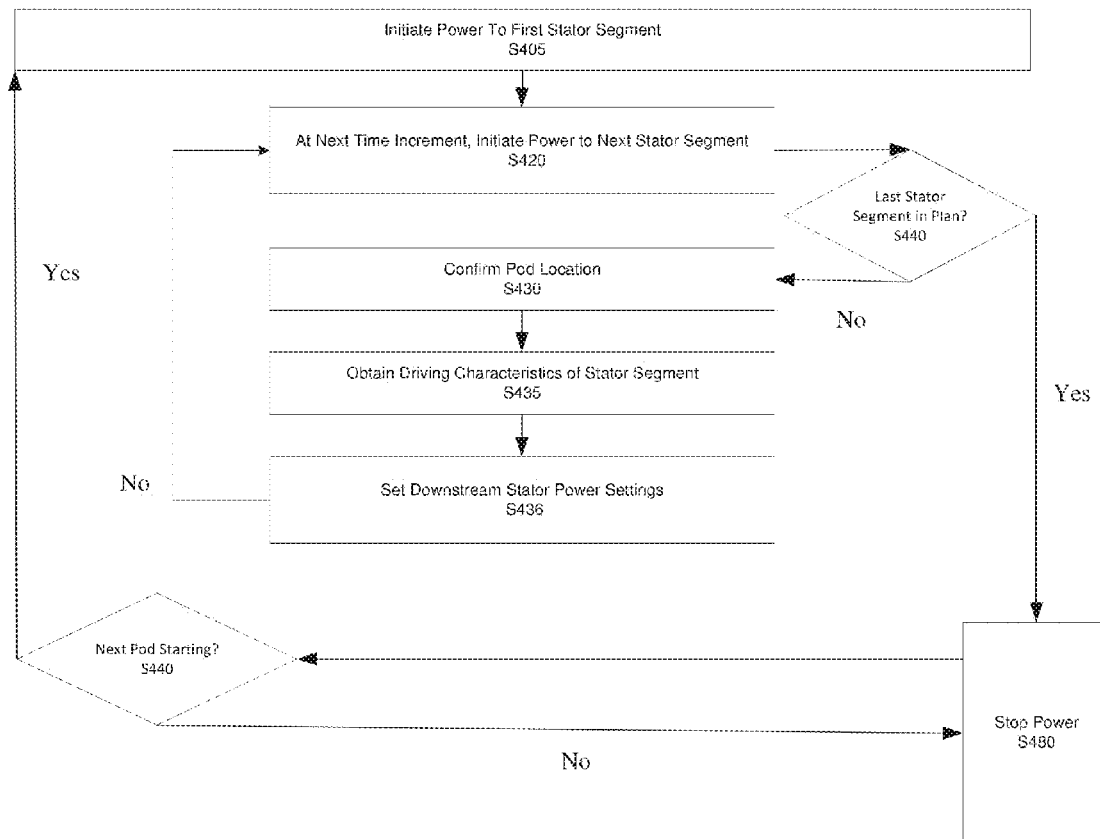 Initiate Power To First Stator Segment
S405
At Next Time Increment, Initiate Power to Next Stator Segment
S420
Last Stator
Segment in Plan?
S440
Yes
Confirm Pod Location
S430
No
Obtain Driving Characteristics of Stator Segment
S435
Yes
Set Downstream Stator Power Settings
S436
No
Next Pod Starting?
S440
Stop Power
S480
No